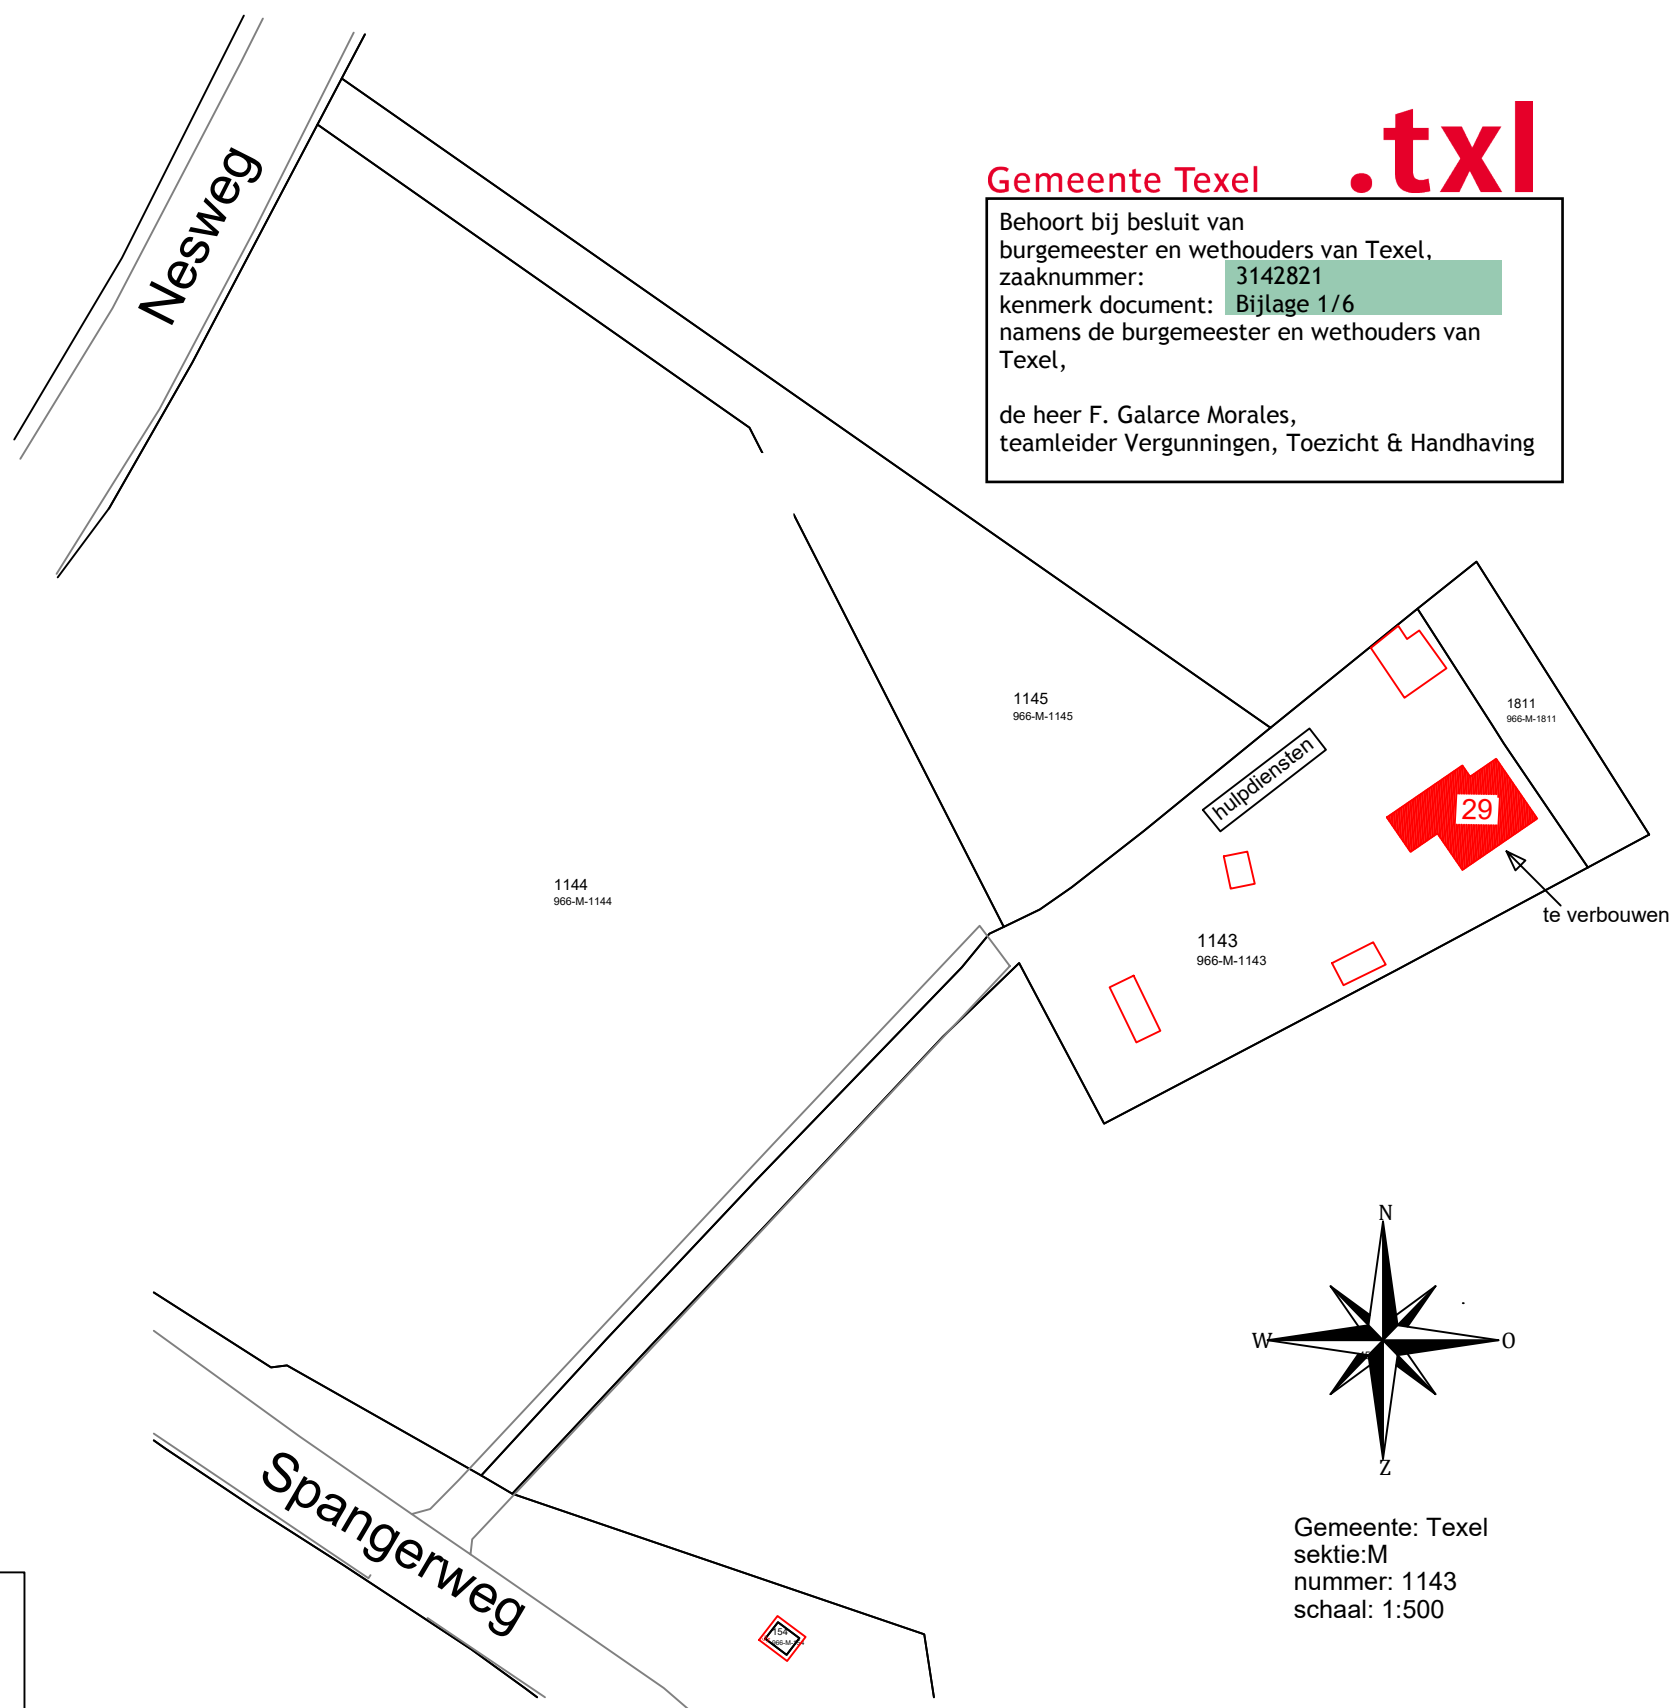 Nesweg
Gemeente Texel
.txl
Behoort bij besluit van
burgemeester en wethouders van Texel,
zaaknummer: 3142821
kenmerk document: Bijlage 1/6
namens de burgemeester en wethouders van
Texel,
de heer F. Galarce Morales,
teamleider Vergunningen, Toezicht & Handhaving
1145
966-M-1145
1811
966-M-1811
hulpdiensten
29
te verbouwen
1144
966-M-1144
1143
966-M-1143
N
W
O
Z
Spangerweg
Gemeente: Texel
sektie:M
nummer: 1143
schaal: 1:500
154